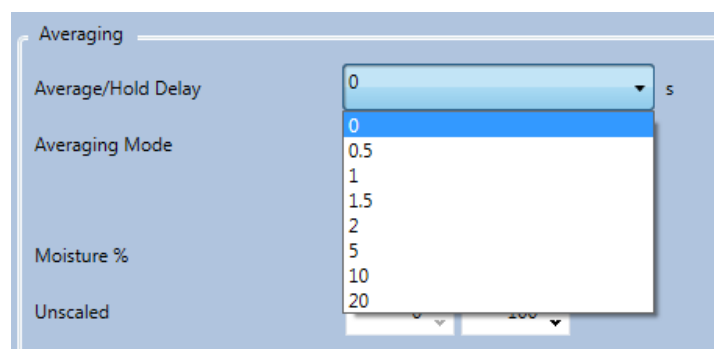 Averaging
Average/Hold Delay 0 s
0
Averaging Mode 0.5
1
1.5
2
Moisture % 5
10
Unscaled 20